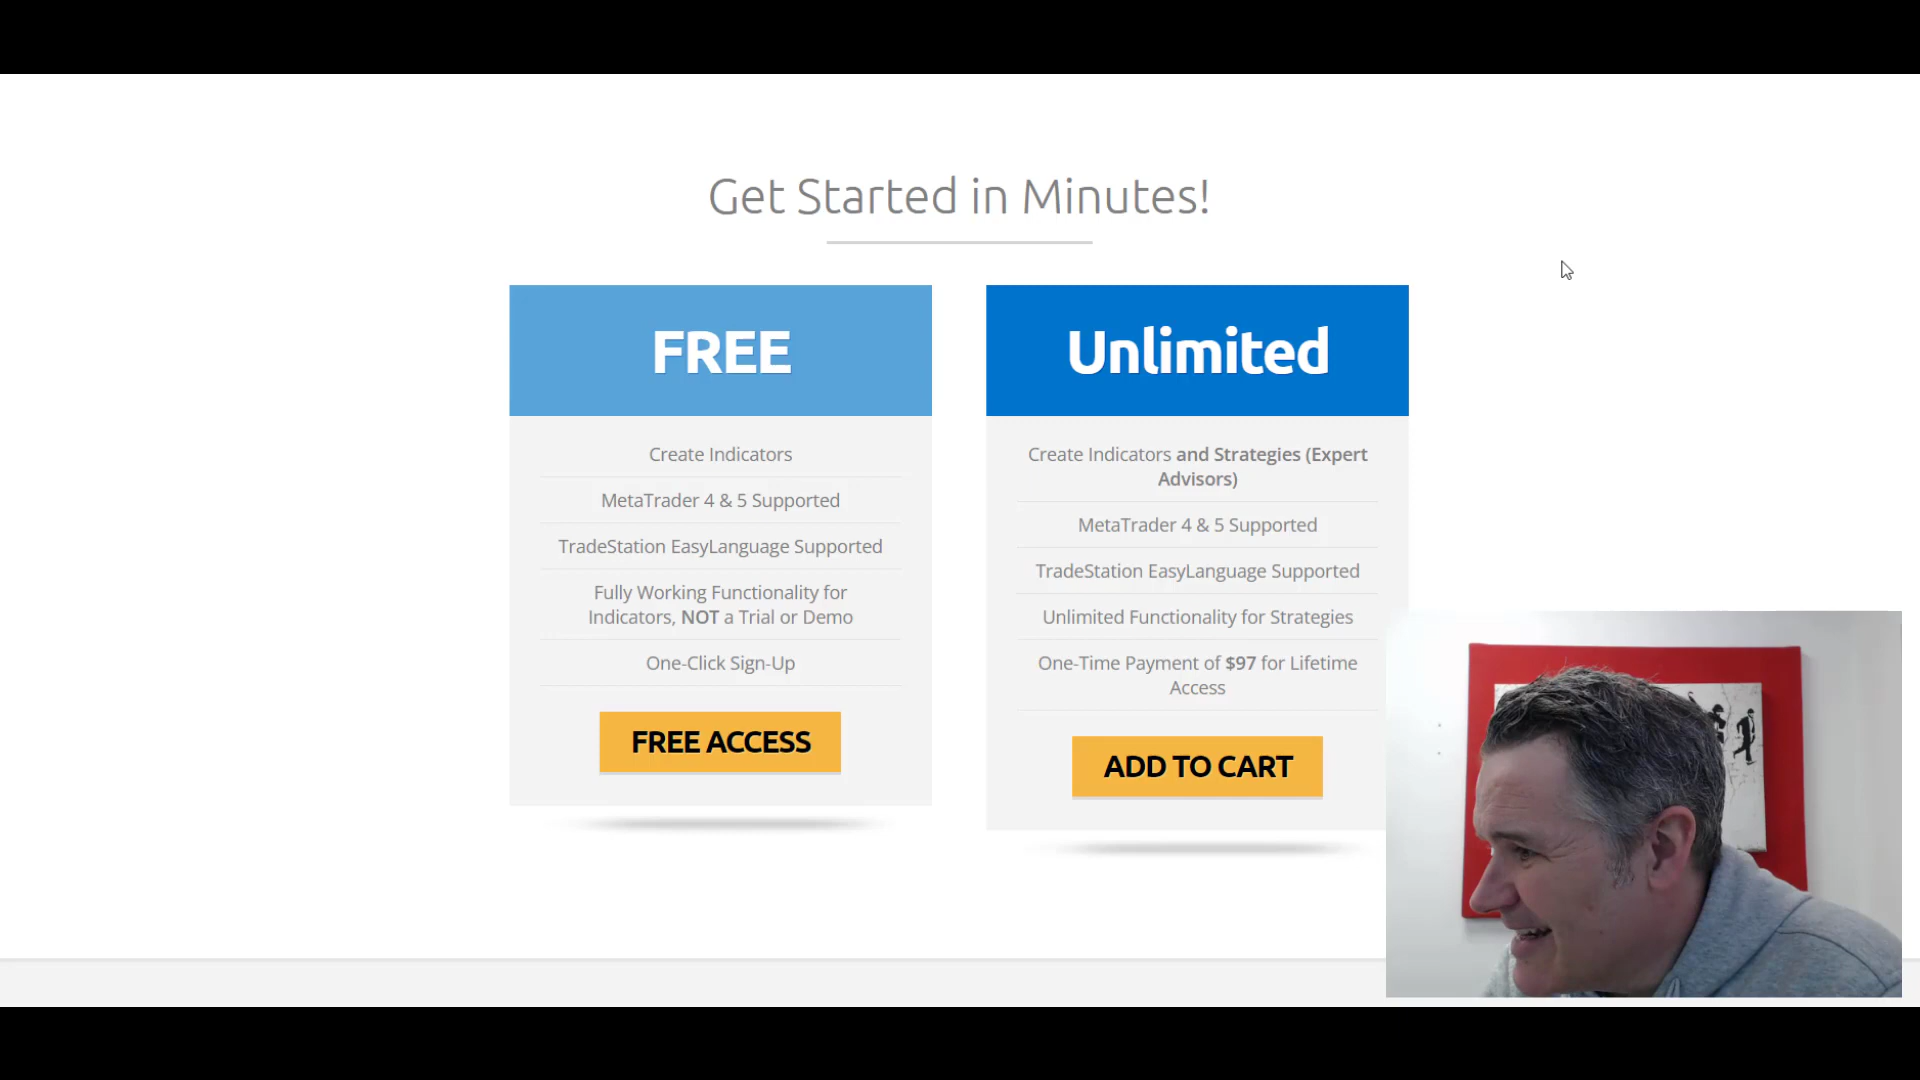 Get Started in Minutes!
FREE
Create Indicators
MetaTrader 4 & 5 Supported
TradeStation EasyLanguage Supported
Fully Working Functionality for
Indicators, NOT a Trial or Demo
One-Click Sign-Up
FREE ACCESS
Unlimited
Create Indicators and Strategies (Expert
Advisors)
MetaTrader 4 & 5 Supported
TradeStation EasyLanguage Supported
Unlimited Functionality for Strategies
One-Time Payment of $97 for Lifetime
Access
ADD TO CART